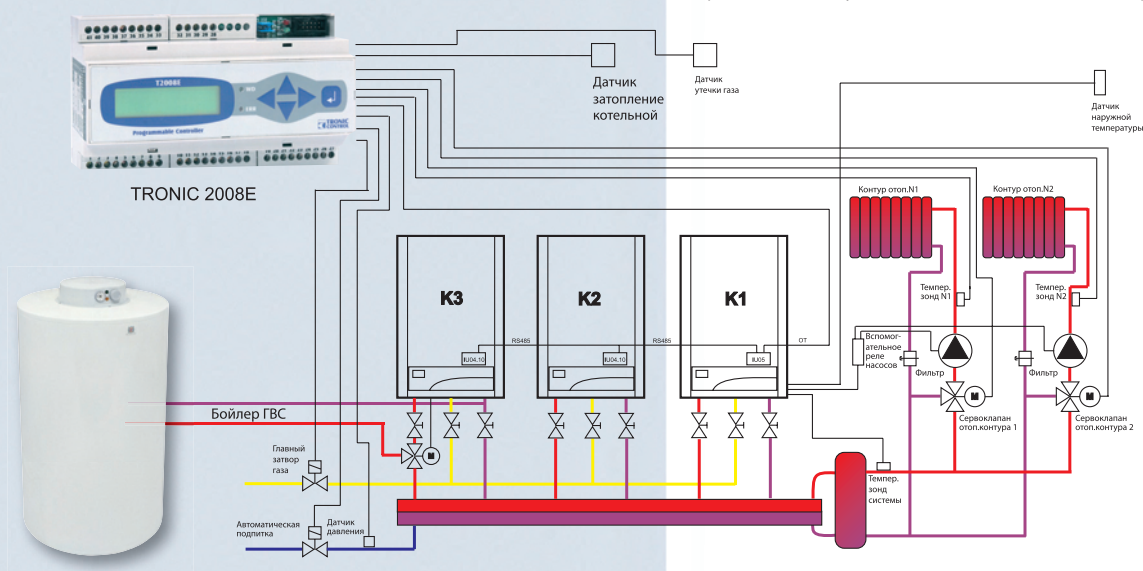 T2008E
Programmable Controller
TRONIC
CONTROL
TRONIC 2008E
Датчик
затопление
котельной
Датчик
утечки газа
Датчик
наружной
температуры
Контур отоп.N1
Контур отоп.N2
K3
K2
K1
Темпер.
зонд N1
Темпер.
зонд N2
RS485
RS485
OT
IU04.10
IU04.10
IU05
Вспомог-
ательное
реле
насосов
Фильтр
Фильтр
M
M
Сервоклапан
отоп.контура 1
Сервоклапан
отоп.контура 2
Бойлер ГВС
M
Главный
затвор
газа
Темпер.
зонд
системы
Автоматическая
подпитка
Датчик
давления